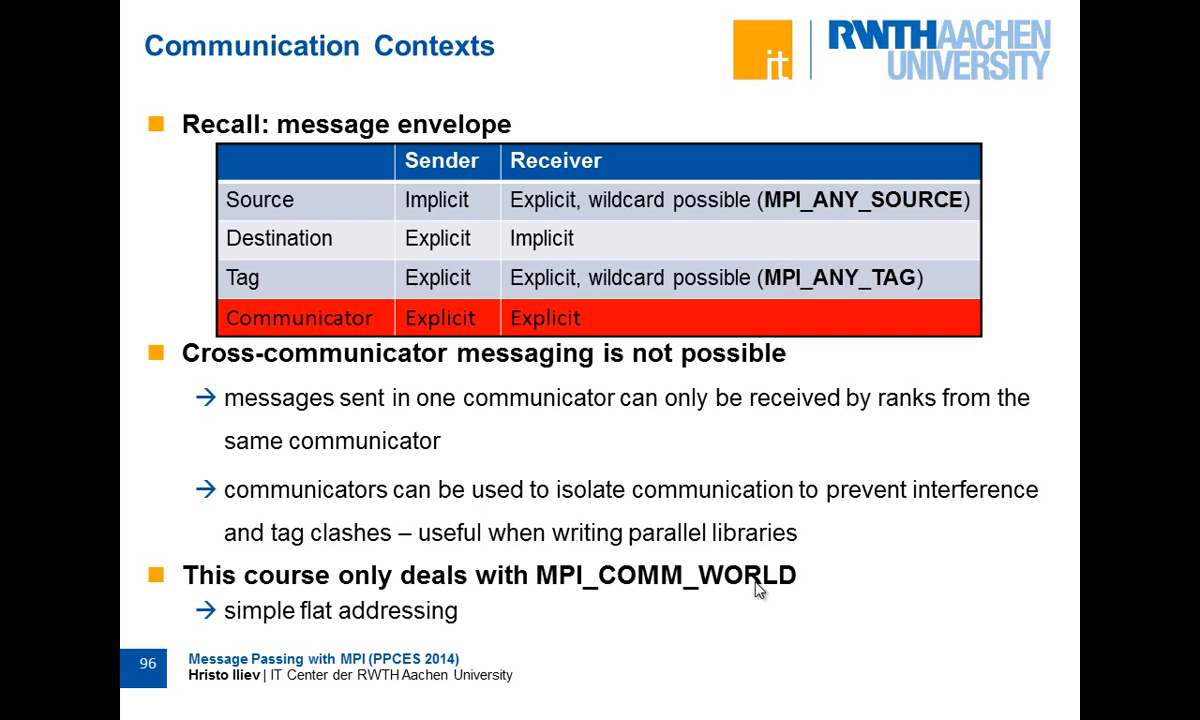 Communication Contexts
it
RWTHAACHEN
UNIVERSITY
Recall: message envelope
Sender Receiver
Source Implicit Explicit, wildcard possible (MPI_ANY_SOURCE)
Destination Explicit Implicit
Tag Explicit Explicit, wildcard possible (MPI_ANY_TAG)
Communicator Explicit Explicit
Cross-communicator messaging is not possible
→ messages sent in one communicator can only be received by ranks from the
same communicator
→ communicators can be used to isolate communication to prevent interference
and tag clashes – useful when writing parallel libraries
This course only deals with MPI_COMM_WORLD
→ simple flat addressing
96
Message Passing with MPI (PPCES 2014)
Hristo Iliev | IT Center der RWTH Aachen University